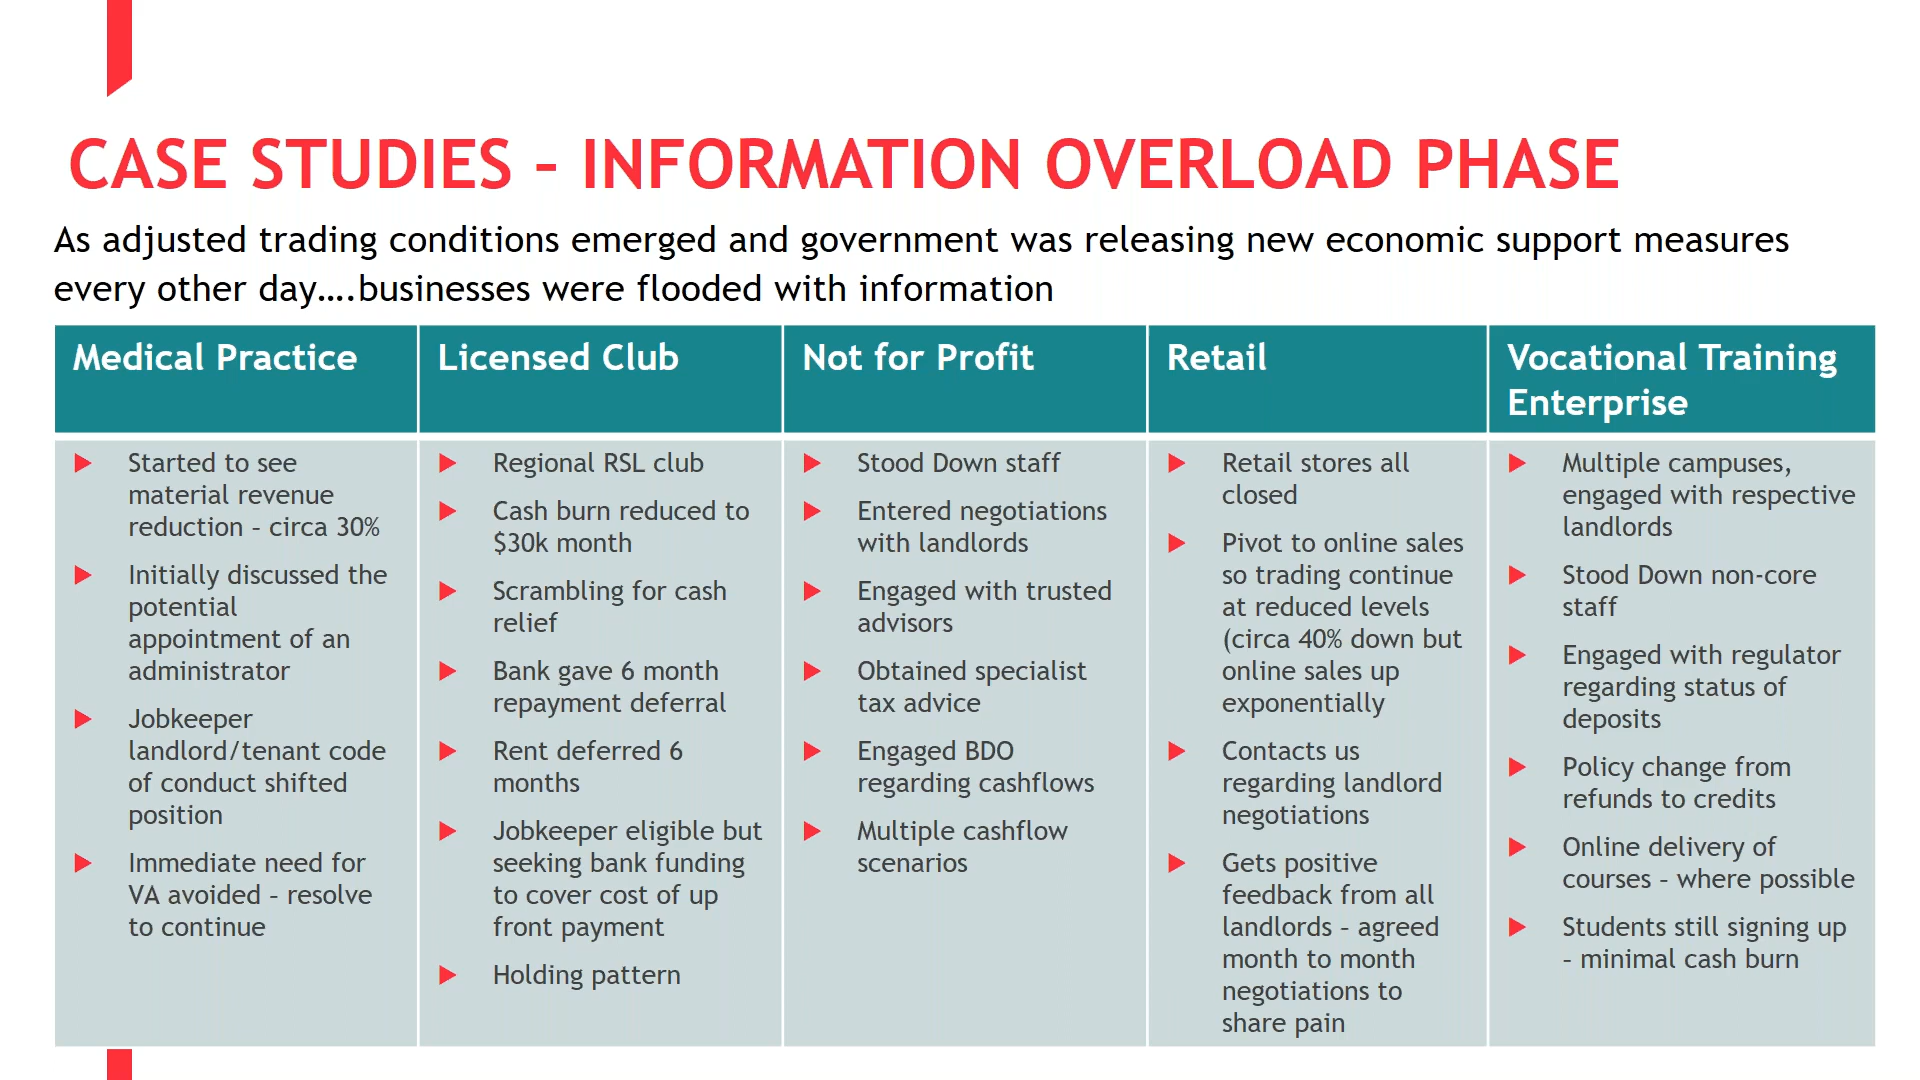 CASE STUDIES – INFORMATION OVERLOAD PHASE
As adjusted trading conditions emerged and government was releasing new economic support measures
every other day….businesses were flooded with information
Medical Practice
Started to see
material revenue
reduction – circa 30%
Initially discussed the
potential
appointment of an
administrator
Jobkeeper
landlord/tenant code
of conduct shifted
position
Immediate need for
VA avoided – resolve
to continue
Licensed Club
Regional RSL club
Cash burn reduced to
$30k month
Scrambling for cash
relief
Bank gave 6 month
repayment deferral
Rent deferred 6
months
Jobkeeper eligible but
seeking bank funding
to cover cost of up
front payment
Holding pattern
Not for Profit
Stood Down staff
Entered negotiations
with landlords
Engaged with trusted
advisors
Obtained specialist
tax advice
Engaged BDO
regarding cashflows
Multiple cashflow
scenarios
Retail
Retail stores all
closed
Pivot to online sales
so trading continue
at reduced levels
(circa 40% down but
online sales up
exponentially
Contacts us
regarding landlord
negotiations
Gets positive
feedback from all
landlords – agreed
month to month
negotiations to
share pain
Vocational Training
Enterprise
Multiple campuses,
engaged with respective
landlords
Stood Down non-core
staff
Engaged with regulator
regarding status of
deposits
Policy change from
refunds to credits
Online delivery of
courses – where possible
Students still signing up
– minimal cash burn